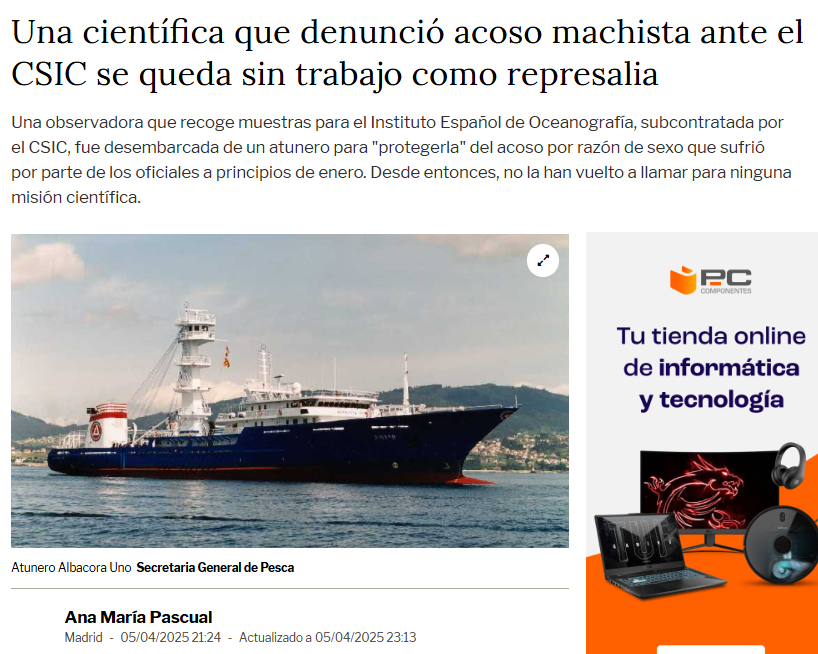 Una científica que denunció acoso machista ante el
CSIC se queda sin trabajo como represalia
Una observadora que recoge muestras para el Instituto Español de Oceanografía, subcontratada por
el CSIC, fue desembarcada de un atunero para "protegerla" del acoso por razón de sexo que sufrió
por parte de los oficiales a principios de enero. Desde entonces, no la han vuelto a llamar para ninguna
misión científica.
Atunero Albacora Uno Secretaria General de Pesca
Ana María Pascual
Madrid - 05/04/2025 21:24 - Actualizado a 05/04/2025 23:13
PC
COMPONENTES
Tu tienda online
de informática
y tecnología